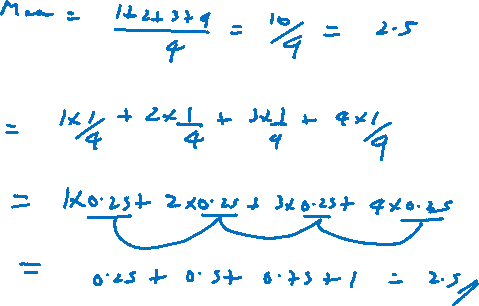 Mean = 1+2+3+4/4 = 10/4 = 2.5
= 1×1/4 + 2×1/4 + 3×1/4 + 4×1/4
= 1×0.25+ 2×0.25 + 3×0.25+ 4×0.25
= 0.25 + 0.5+ 0.75+1 = 2.5//